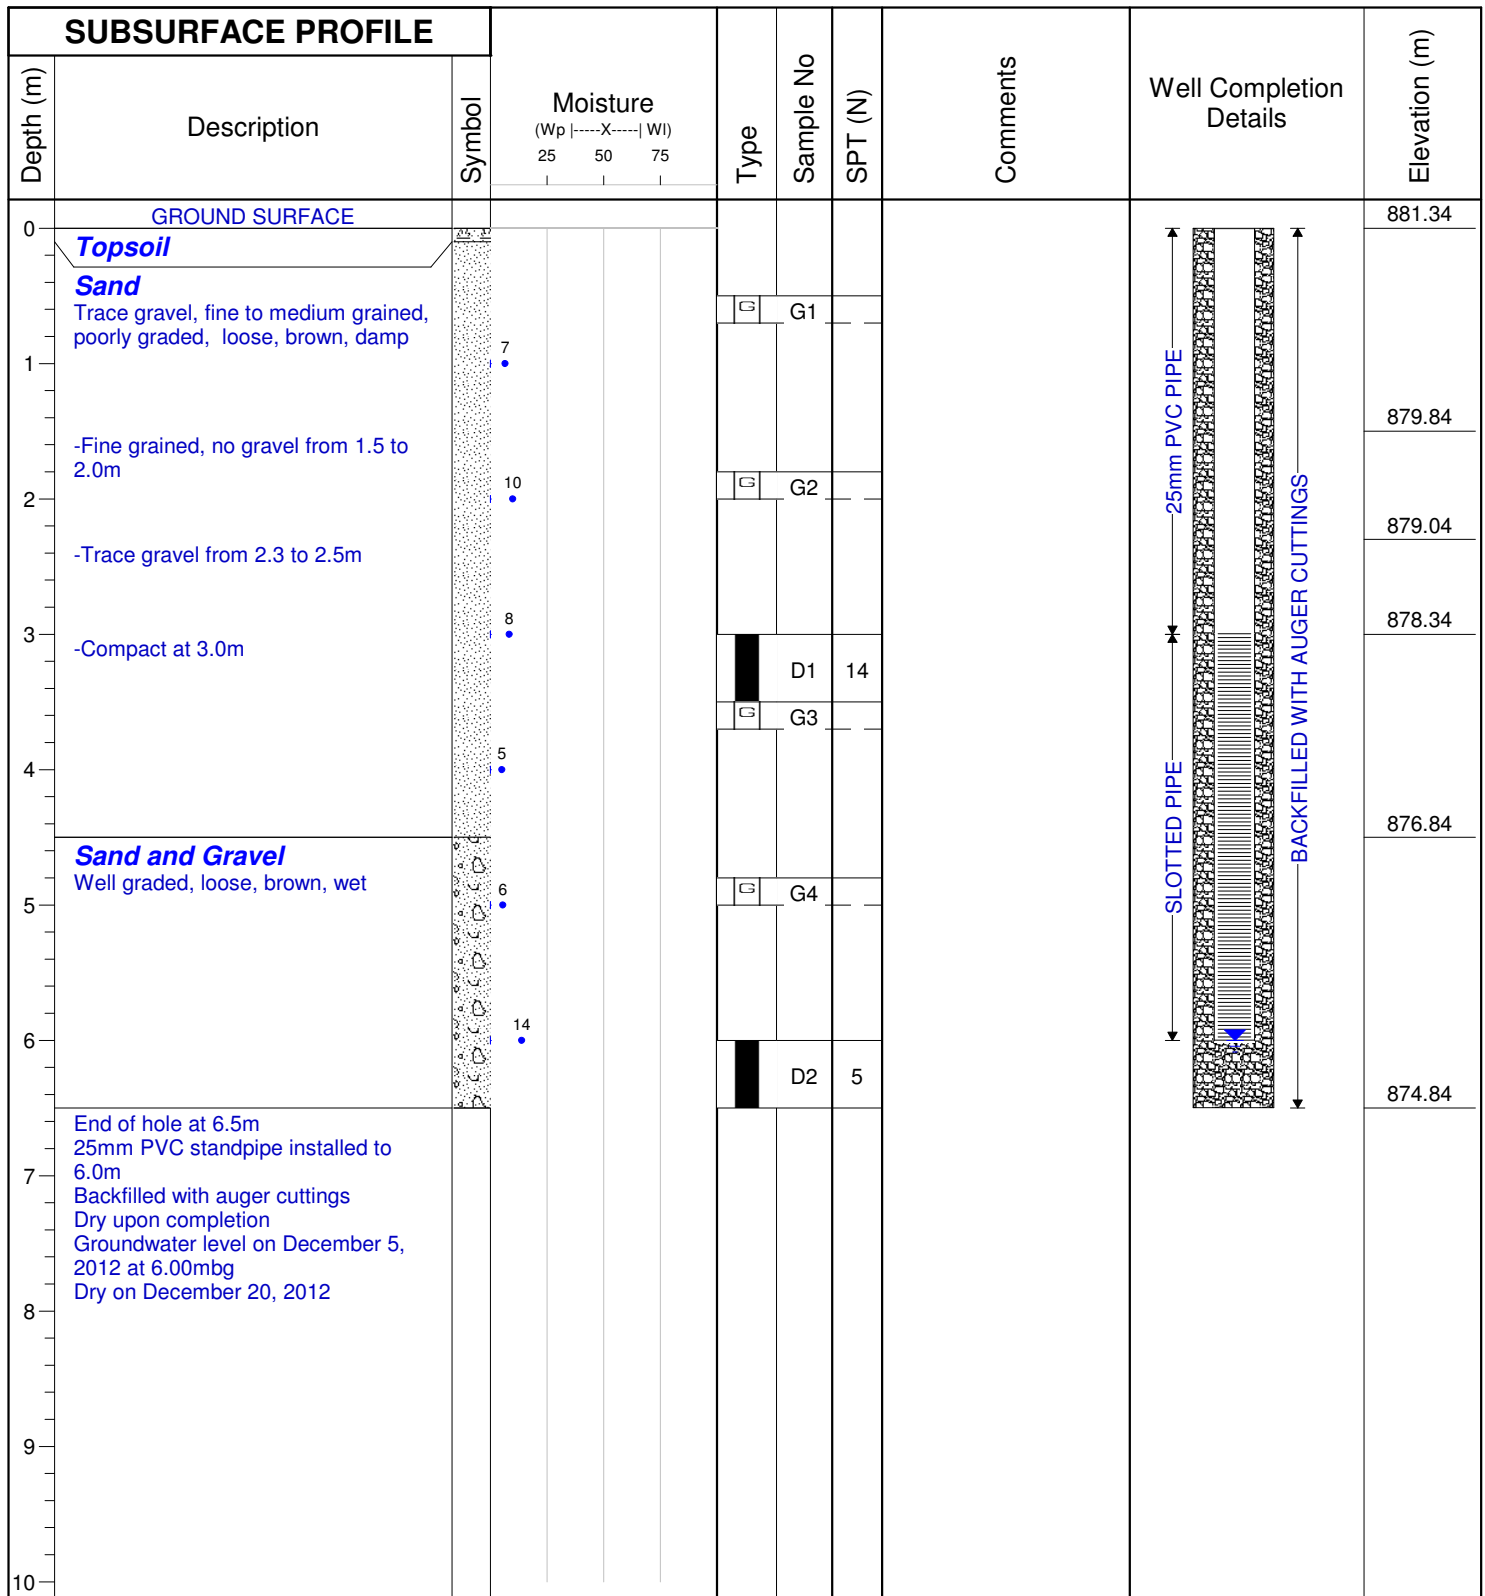 SUBSURFACE PROFILE
Depth (m)
Description
Symbol
Moisture
(Wp |-----X-----| Wl)
25 50 75
Type
Sample No
SPT (N)
Comments
Well Completion
Details
Elevation (m)
GROUND SURFACE
881.34
0
Topsoil
Sand
Trace gravel, fine to medium grained,
poorly graded, loose, brown, damp
G G1
7
1
879.84
-Fine grained, no gravel from 1.5 to
2.0m
10
G G2
2
879.04
-Trace gravel from 2.3 to 2.5m
8
878.34
3
-Compact at 3.0m
D1 14
G G3
5
4
876.84
Sand and Gravel
Well graded, loose, brown, wet
6
G G4
5
14
6
D2 5
874.84
25mm PVC PIPE
SLOTTED PIPE
BACKFILLED WITH AUGER CUTTINGS
End of hole at 6.5m
25mm PVC standpipe installed to
6.0m
Backfilled with auger cuttings
Dry upon completion
Groundwater level on December 5,
2012 at 6.00mbg
Dry on December 20, 2012
7
8
9
10